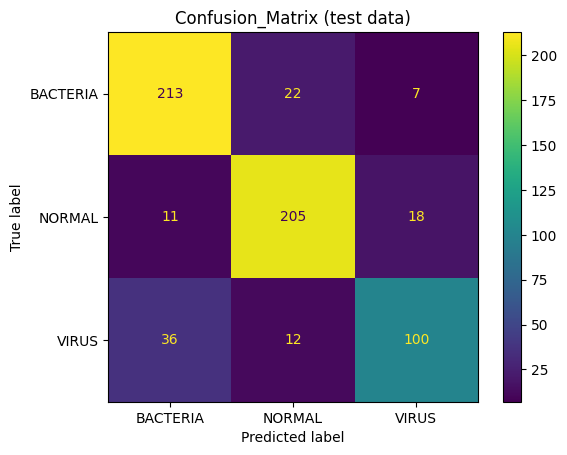 Confusion_Matrix (test data)
BACTERIA 213 22 7
NORMAL 11 205 18
VIRUS 36 12 100
BACTERIA NORMAL VIRUS
Predicted label
True label
200
175
150
125
100
75
50
25